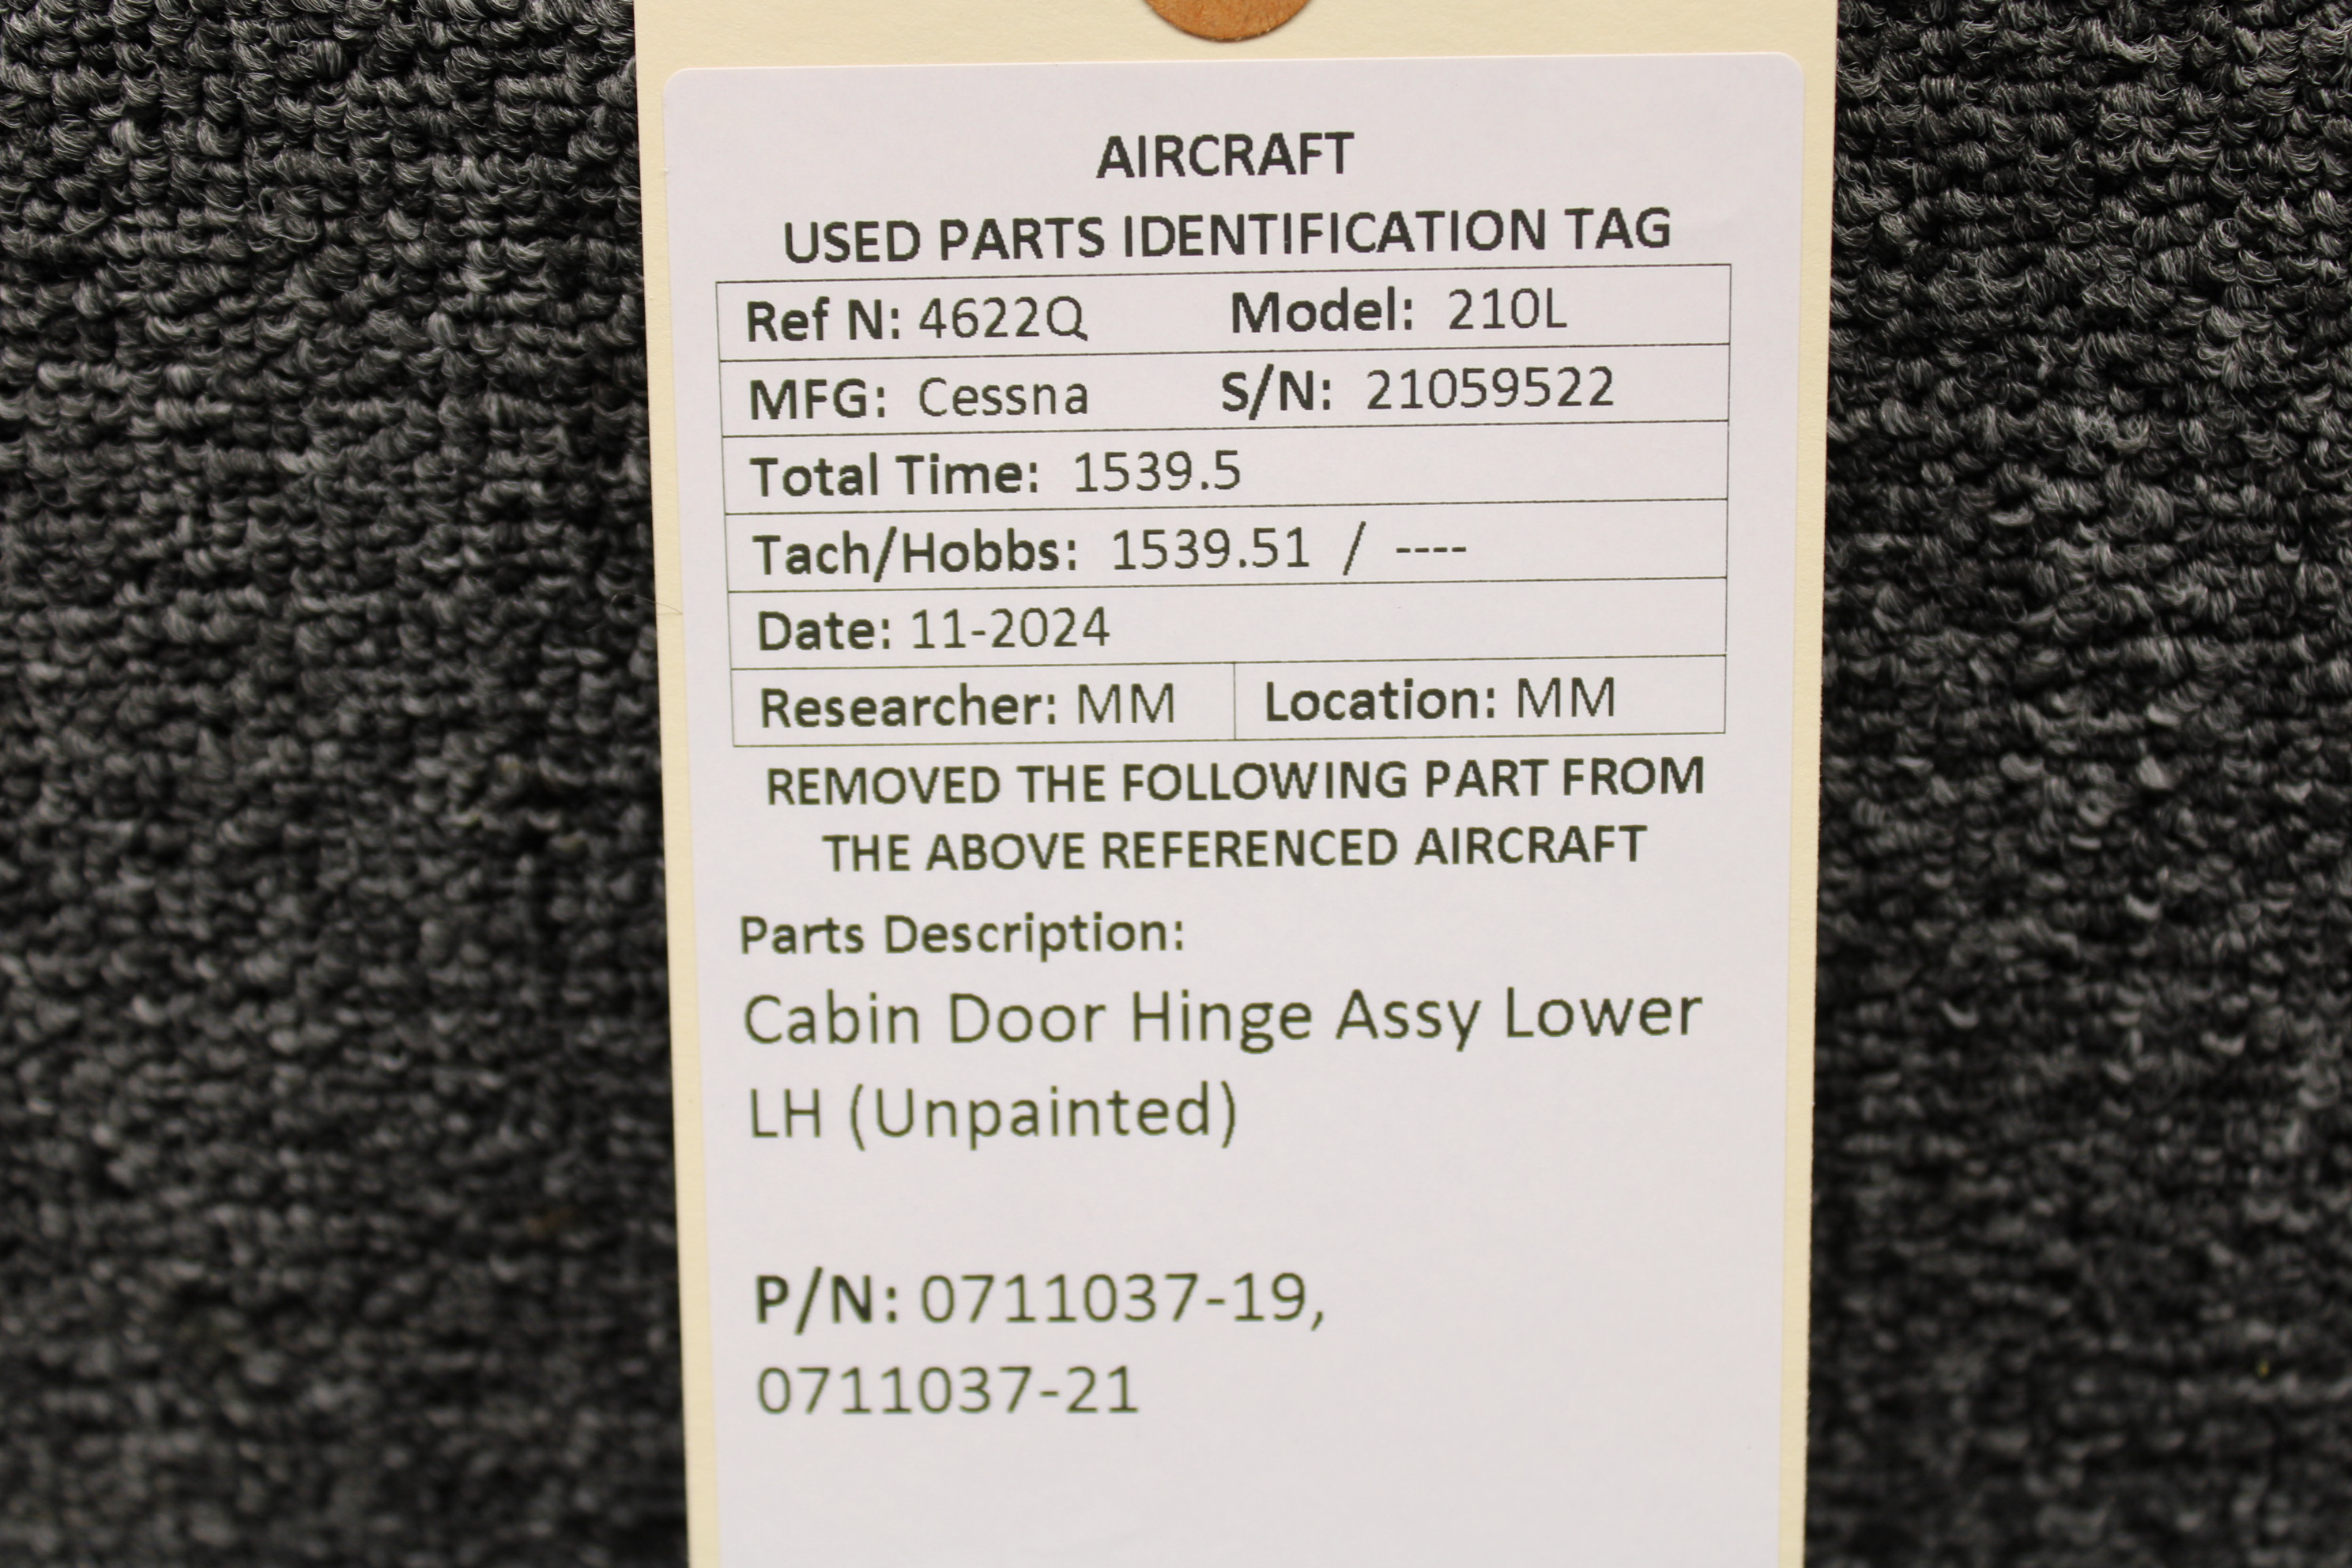 AIRCRAFT
USED PARTS IDENTIFICATION TAG
Ref N: 4622Q Model: 210L
MFG: Cessna S/N: 21059522
Total Time: 1539.5
Tach/Hobbs: 1539.51 / ----
Date: 11-2024
Researcher: MM Location: MM
REMOVED THE FOLLOWING PART FROM
THE ABOVE REFERENCED AIRCRAFT
Parts Description:
Cabin Door Hinge Assy Lower
LH (Unpainted)
P/N: 0711037-19,
0711037-21